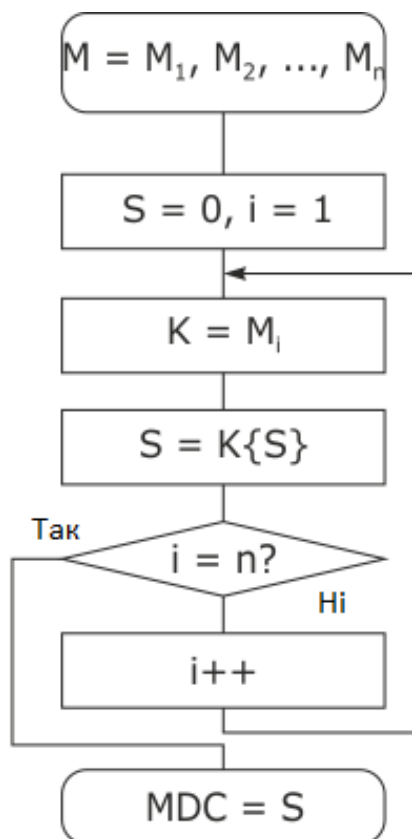 M = M₁, M₂, ..., Mₙ
S = 0, i = 1
K = Mᵢ
S = K{S}
Так
i = n?
Ні
i++
MDC = S